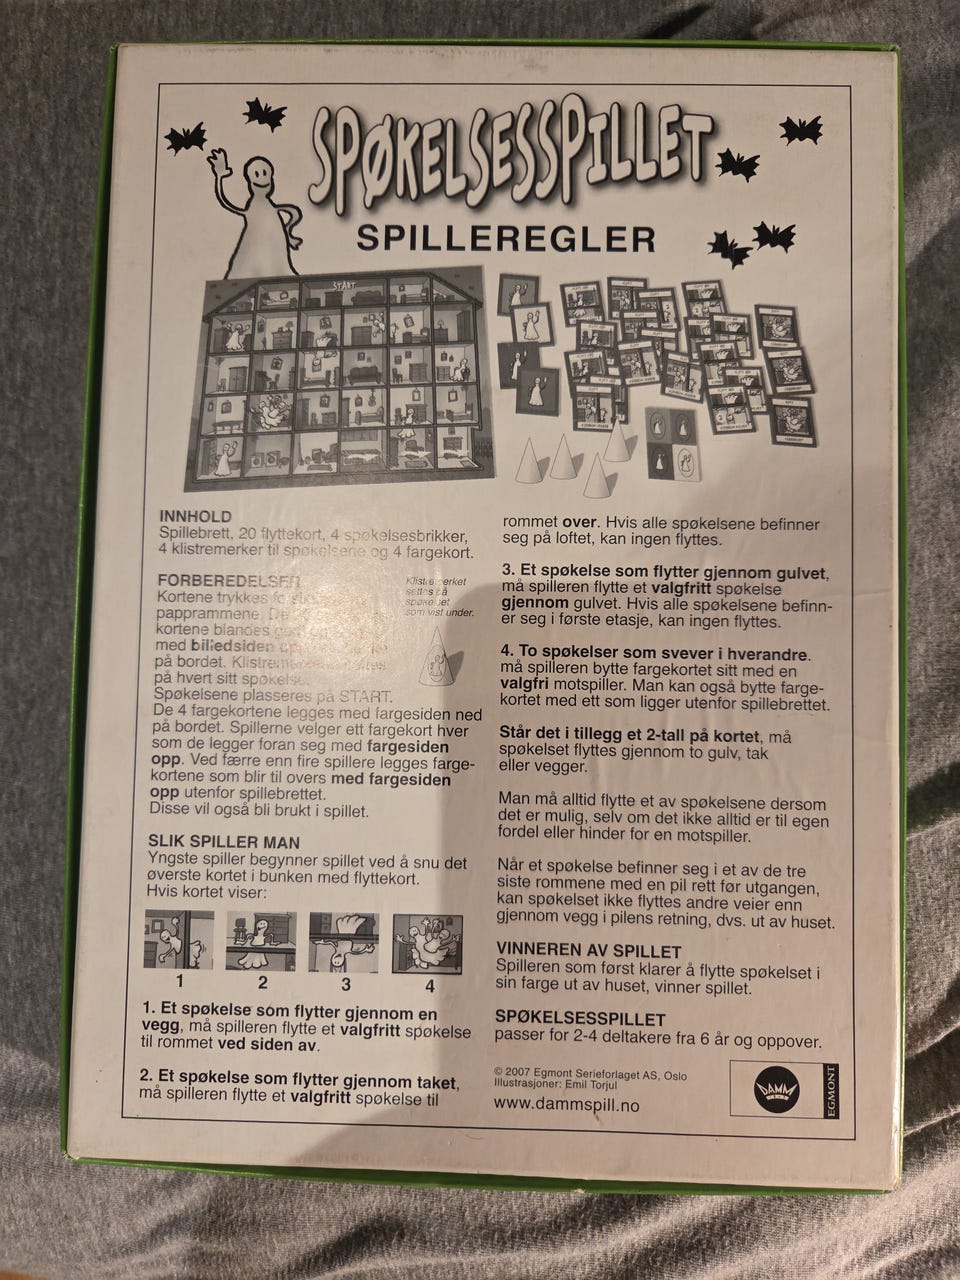 SPØKELSESSPILLET
SPILLEREGLER
START
INNHOLD
Spillebrett, 20 flyttekort, 4 spøkelsesbrikker,
4 klistremerker til spøkelsene og 4 fargekort.
FORBEREDELSER
Kortene trykkes
papprammene. De
kortene blandes
med billedsiden
på bordet. Klistremerkene
på hvert sitt spøkelse.
Spøkelsene plasseres på START.
De 4 fargekortene legges med fargesiden ned
på bordet. Spillerne velger ett fargekort hver
som de legger foran seg med fargesiden
opp. Ved færre enn fire spillere legges farge-
kortene som blir til overs med fargesiden
opp utenfor spillebrettet.
Disse vil også bli brukt i spillet.
Klistremerket
settes på
spøkelset
som vist under.
SLIK SPILLER MAN
Yngste spiller begynner spillet ved å snu det
øverste kortet i bunken med flyttekort.
Hvis kortet viser:
1 2 3 4
1. Et spøkelse som flytter gjennom en
vegg, må spilleren flytte et valgfritt spøkelse
til rommet ved siden av.
2. Et spøkelse som flytter gjennom taket,
må spilleren flytte et valgfritt spøkelse til
rommet over. Hvis alle spøkelsene befinner
seg på loftet, kan ingen flyttes.
3. Et spøkelse som flytter gjennom gulvet,
må spilleren flytte et valgfritt spøkelse
gjennom gulvet. Hvis alle spøkelsene befinn-
er seg i første etasje, kan ingen flyttes.
4. To spøkelser som svever i hverandre.
må spilleren bytte fargekortet sitt med en
valgfri motspiller. Man kan også bytte farge-
kortet med ett som ligger utenfor spillebrettet.
Står det i tillegg et 2-tall på kortet, må
spøkelset flyttes gjennom to gulv, tak
eller vegger.
Man må alltid flytte et av spøkelsene dersom
det er mulig, selv om det ikke alltid er til egen
fordel eller hinder for en motspiller.
Når et spøkelse befinner seg i et av de tre
siste rommene med en pil rett før utgangen,
kan spøkelset ikke flyttes andre veier enn
gjennom vegg i pilens retning, dvs. ut av huset.
VINNEREN AV SPILLET
Spilleren som først klarer å flytte spøkelset i
sin farge ut av huset, vinner spillet.
SPØKELSESSPILLET
passer for 2-4 deltakere fra 6 år og oppover.
© 2007 Egmont Serieforlaget AS, Oslo
Illustrasjoner: Emil Torjul
www.dammspill.no
DAMM
EGMONT